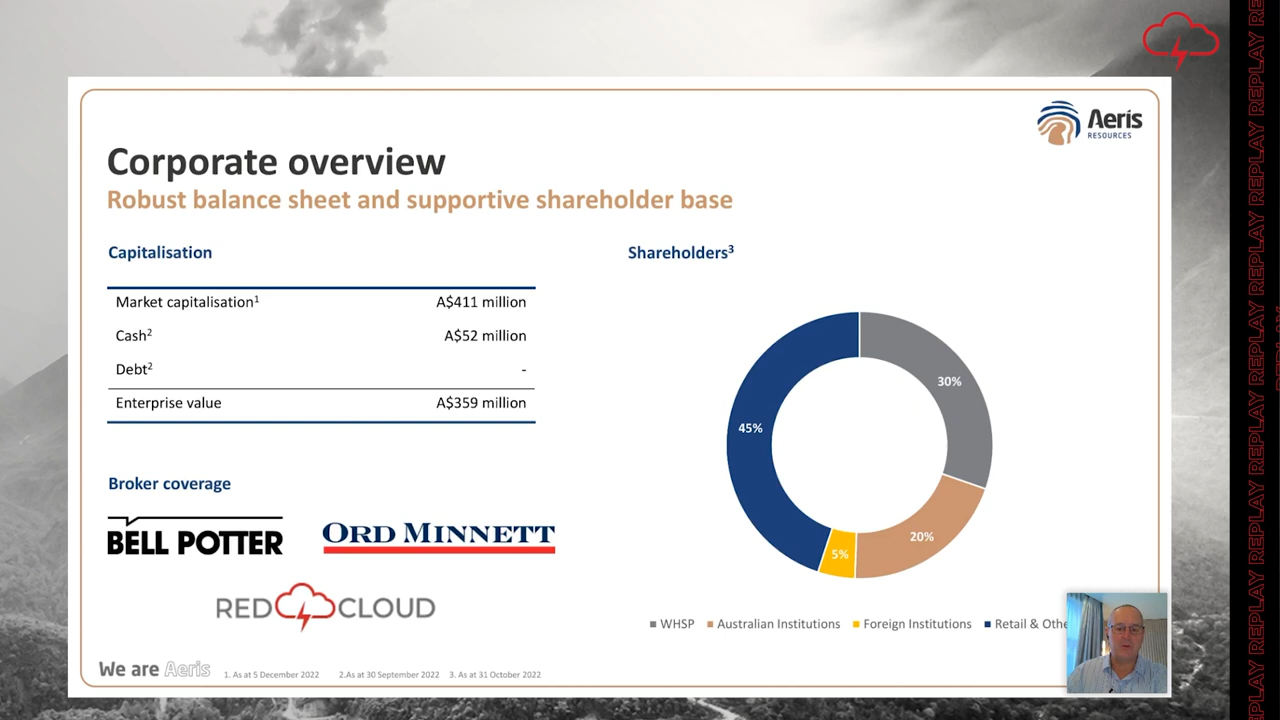 Aeris
RESOURCES
Corporate overview
Robust balance sheet and supportive shareholder base
Capitalisation
Market capitalisation¹ A$411 million
Cash² A$52 million
Debt² -
Enterprise value A$359 million
Broker coverage
BELL POTTER
ORD MINNETT
RED CLOUD
Shareholders³
30%
20%
5%
45%
WHSP Australian Institutions Foreign Institutions Retail &
We are Aeris
1. As at 5 December 2022 2.As at 30 September 2022 3. As at 31 October 2022
REPLAY REPLAY REPLAY REPLAY REPLAY REPLAY